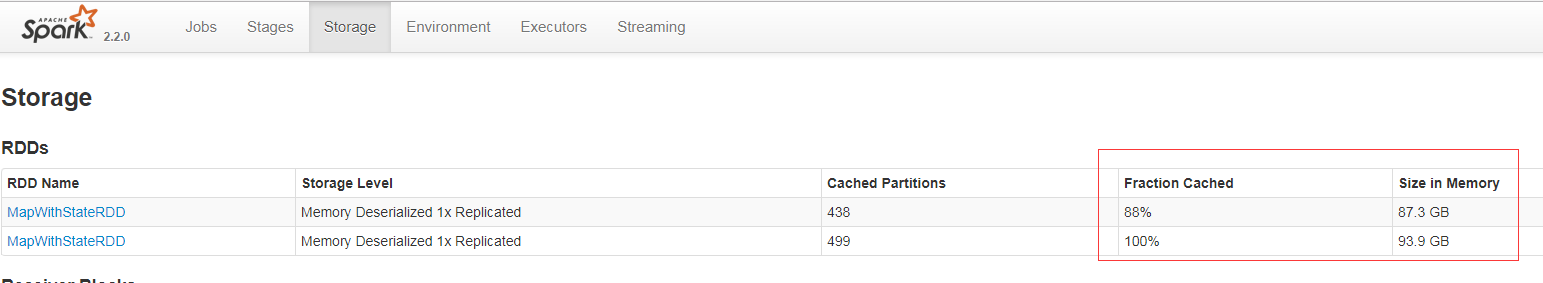 APACHE
Spark 2.2.0 Jobs Stages Storage Environment Executors Streaming
Storage
RDDs
RDD Name Storage Level Cached Partitions Fraction Cached Size in Memory
MapWithStateRDD Memory Deserialized 1x Replicated 438 88% 87.3 GB
MapWithStateRDD Memory Deserialized 1x Replicated 499 100% 93.9 GB
Receiver Blocks